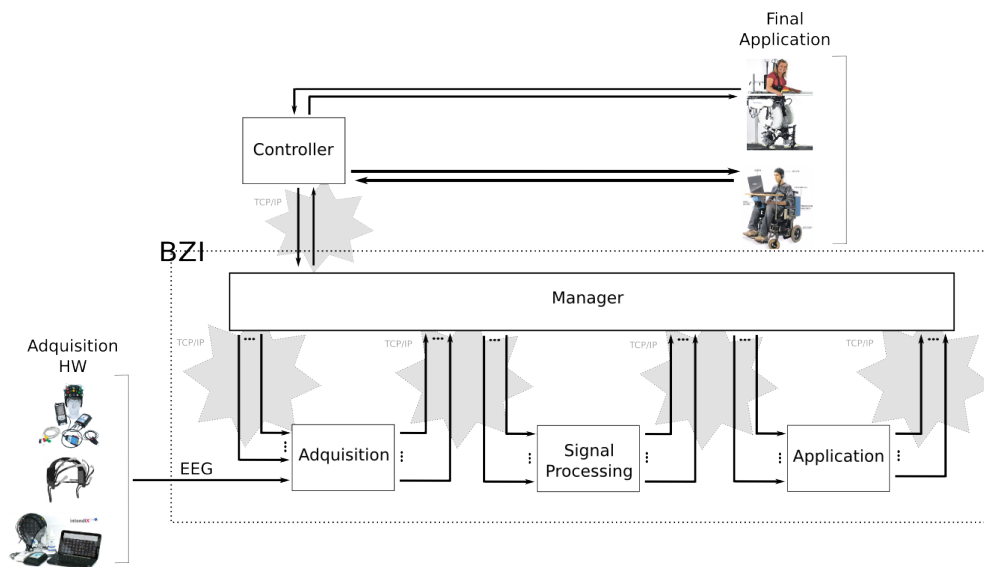 Final
Application
Controller
TCP/IP
BZI
Manager
TCP/IP
TCP/IP
TCP/IP
TCP/IP
Adquisition
HW
EEG
Adquisition
Signal
Processing
Application